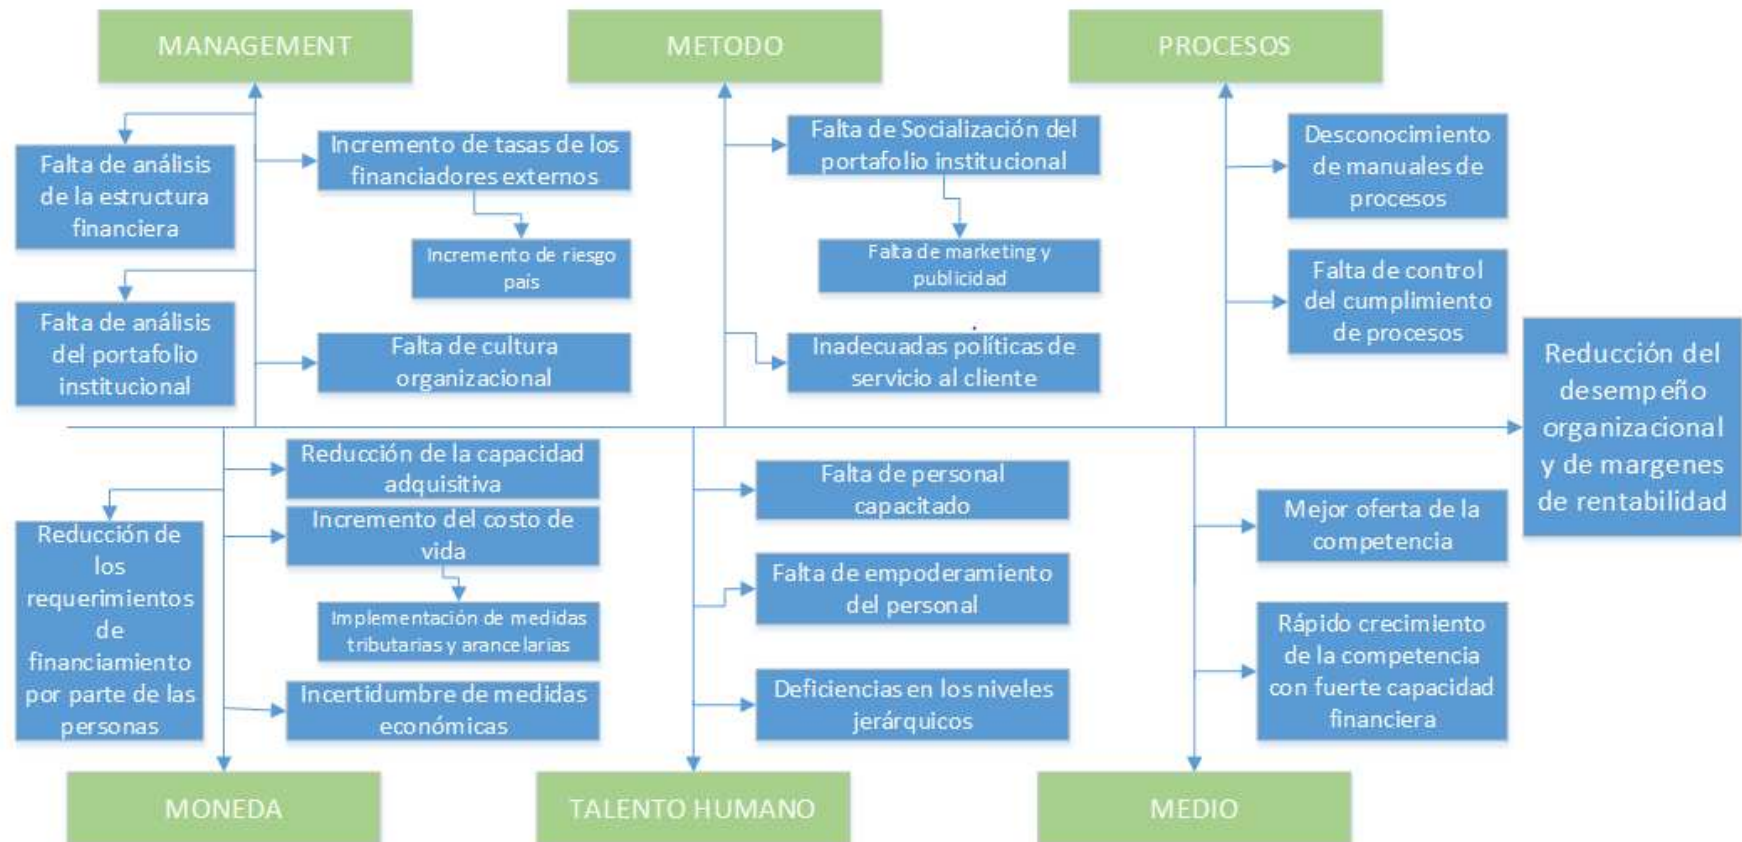 MANAGEMENT
METODO
PROCESOS
Falta de análisis
de la estructura
financiera
Incremento de tasas de los
financiadores externos
Incremento de riesgo
país
Falta de análisis
del portafolio
institucional
Falta de cultura
organizacional
Falta de Socialización del
portafolio institucional
Falta de marketing y
publicidad
Inadecuadas políticas de
servicio al cliente
Desconocimiento
de manuales de
procesos
Falta de control
del cumplimiento
de procesos
Reducción del
desempeño
organizacional
y de margenes
de rentabilidad
Reducción de la capacidad
adquisitiva
Incremento del costo de
vida
Implementación de medidas
tributarias y arancelarias
Incertidumbre de medidas
económicas
Reducción de
los
requerimientos
de
financiamiento
por parte de las
personas
Falta de personal
capacitado
Falta de empoderamiento
del personal
Deficiencias en los niveles
jerárquicos
Mejor oferta de la
competencia
Rápido crecimiento
de la competencia
con fuerte capacidad
financiera
MONEDA
TALENTO HUMANO
MEDIO